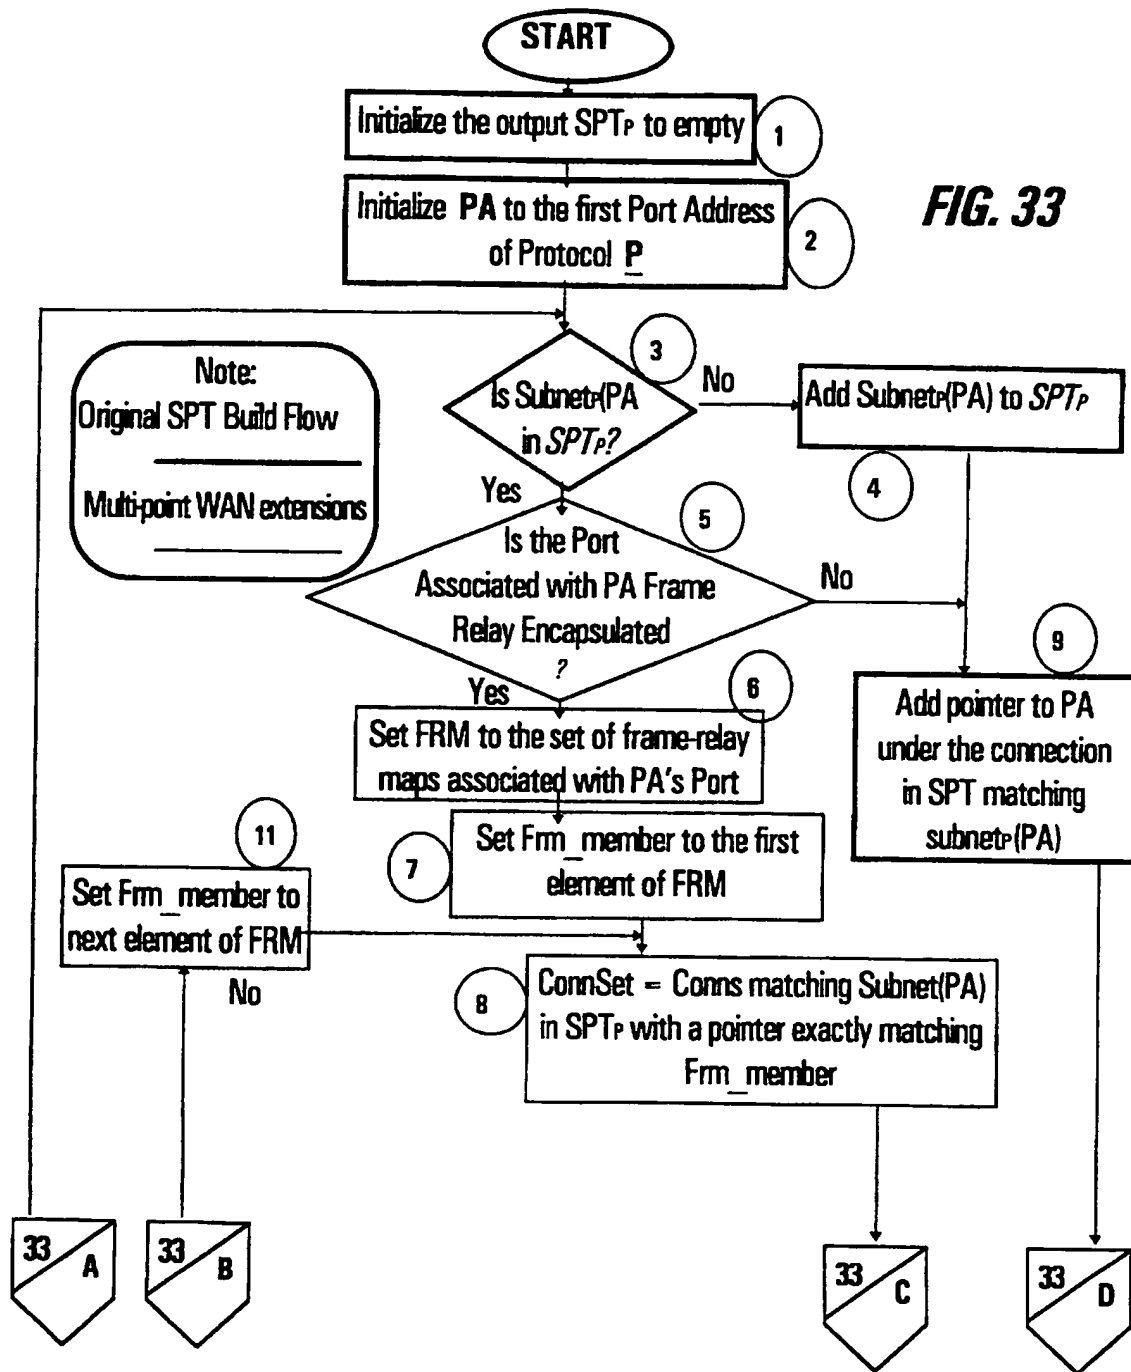 START
Initialize the output SPTP to empty
1
Initialize PA to the first Port Address
of Protocol P
2
FIG. 33
3
Is SubnetP(PA
in SPTP?
No
Add SubnetP(PA) to SPTP
4
Note:
Original SPT Build Flow
Multi-point WAN extensions
Yes
5
Is the Port
Associated with PA Frame
Relay Encapsulated
?
No
Yes
6
Set FRM to the set of frame-relay
maps associated with PA's Port
9
Add pointer to PA
under the connection
in SPT matching
subnetP(PA)
7
Set Frm_member to the first
element of FRM
11
Set Frm_member to
next element of FRM
No
8
ConnSet = Conns matching Subnet(PA)
in SPTP with a pointer exactly matching
Frm_member
33 A
33 B
33 C
33 D